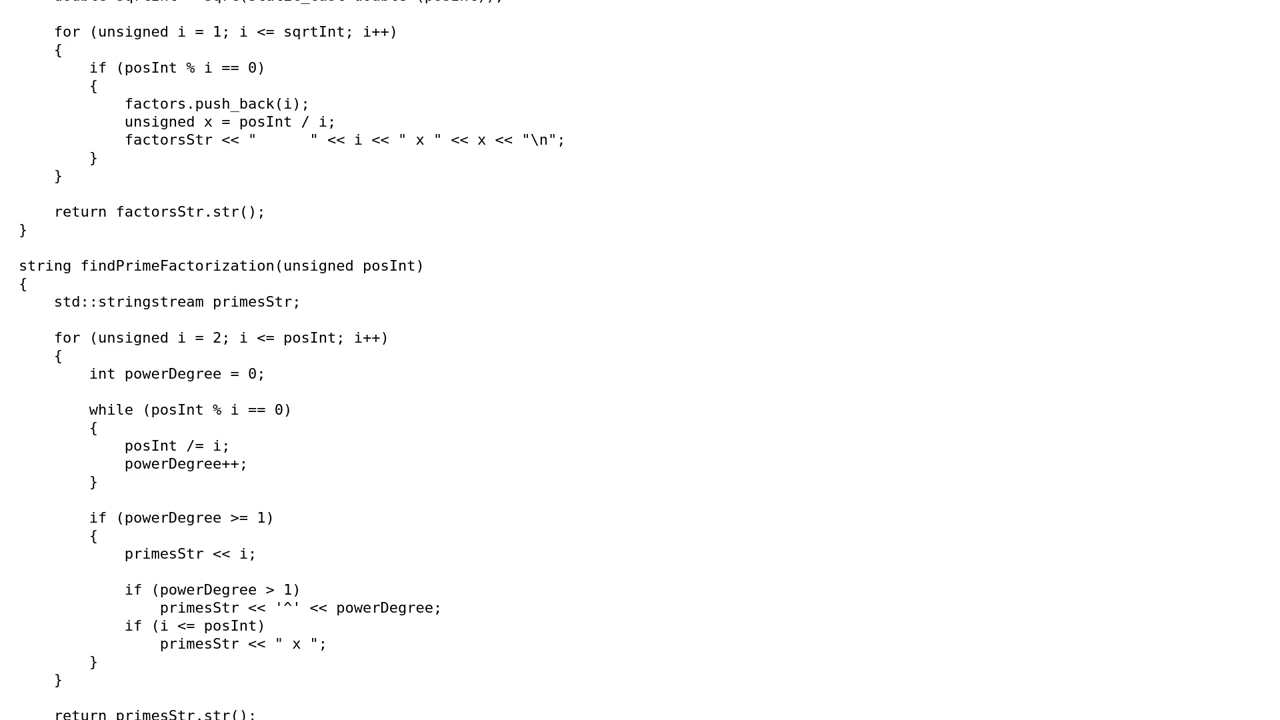 for (unsigned i = 1; i <= sqrtInt; i++)
{
if (posInt % i == 0)
{
factors.push_back(i);
unsigned x = posInt / i;
factorsStr << "      " << i << " x " << x << "\n";
}
}
return factorsStr.str();
}
string findPrimeFactorization(unsigned posInt)
{
std::stringstream primesStr;
for (unsigned i = 2; i <= posInt; i++)
{
int powerDegree = 0;
while (posInt % i == 0)
{
posInt /= i;
powerDegree++;
}
if (powerDegree >= 1)
{
primesStr << i;
if (powerDegree > 1)
primesStr << '^' << powerDegree;
if (i <= posInt)
primesStr << " x ";
}
}
return primesStr.str();